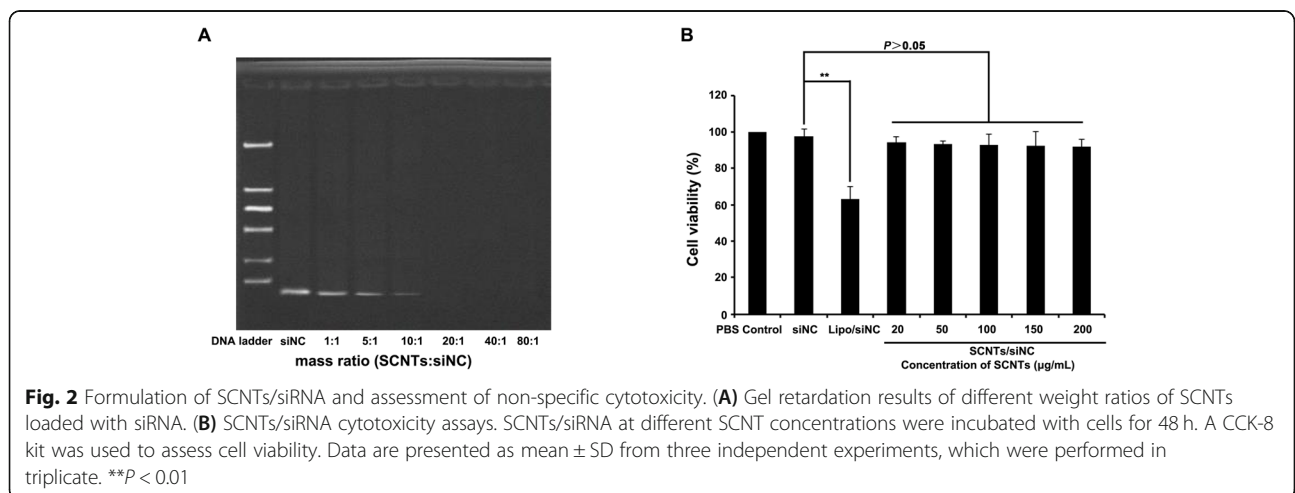 A
DNA ladder siNC 1:1 5:1 10:1 20:1 40:1 80:1
mass ratio (SCNTs:siNC)
B
P＞0.05
**
120
100
80
60
40
20
0
Cell viability (%)
PBS Control siNC Lipo/siNC 20 50 100 150 200
SCNTs/siNC
Concentration of SCNTs (μg/mL)
Fig. 2 Formulation of SCNTs/siRNA and assessment of non-specific cytotoxicity. (A) Gel retardation results of different weight ratios of SCNTs
loaded with siRNA. (B) SCNTs/siRNA cytotoxicity assays. SCNTs/siRNA at different SCNT concentrations were incubated with cells for 48 h. A CCK-8
kit was used to assess cell viability. Data are presented as mean ± SD from three independent experiments, which were performed in
triplicate. **P < 0.01